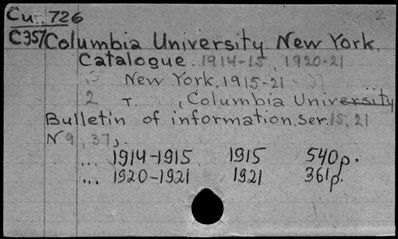 Cu. 726
C357 Columbia University New York.
Catalogue. 1914-15, 1920-21
New York, 1915-21
2 T. (Columbia University
Bulletin of information. Ser. 15, 21
N 9, 37).
... 1914-1915 1915 540p.
... 1920-1921 1921 361p.